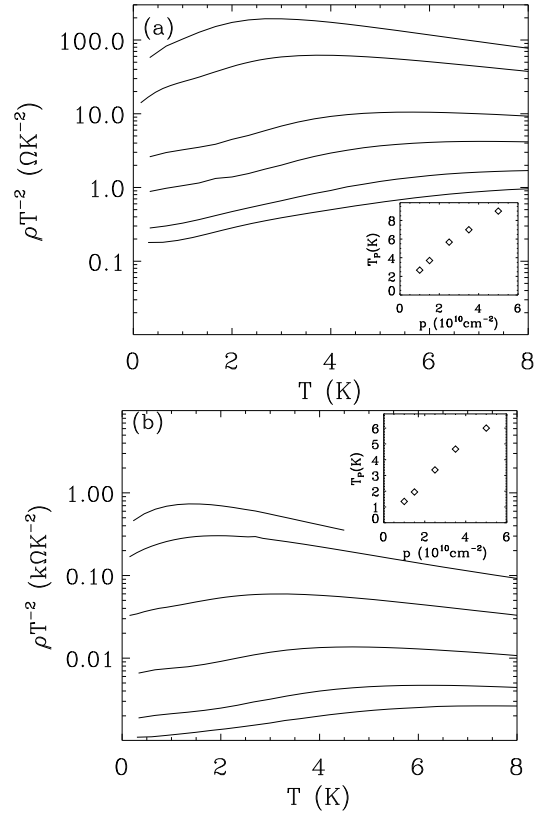 (a)
100.0
10.0
1.0
0.1
ρT⁻² (ΩK⁻²)
0 2 4 6 8
T (K)
8
6
4
2
0
T_P(K)
0 2 4 6
p (10¹⁰cm⁻²)
(b)
1.00
0.10
0.01
ρT⁻² (kΩK⁻²)
0 2 4 6 8
T (K)
6
5
4
3
2
1
0
T_P(K)
0 2 4 6
p (10¹⁰cm⁻²)